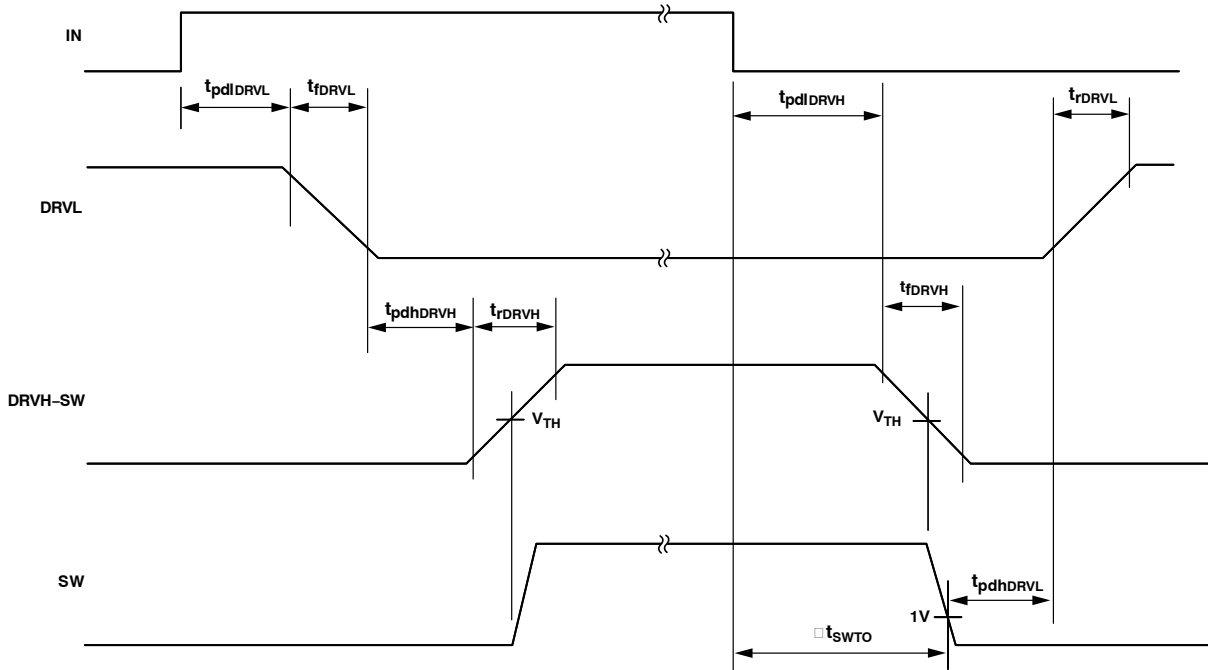 IN
tpdlDRVL
tfDRVL
tpdlDRVH
trDRVL
DRVL
tpdhDRVH
trDRVH
tfDRVH
DRVH–SW
VTH
VTH
SW
tpdhDRVL
1V
□tSWTO